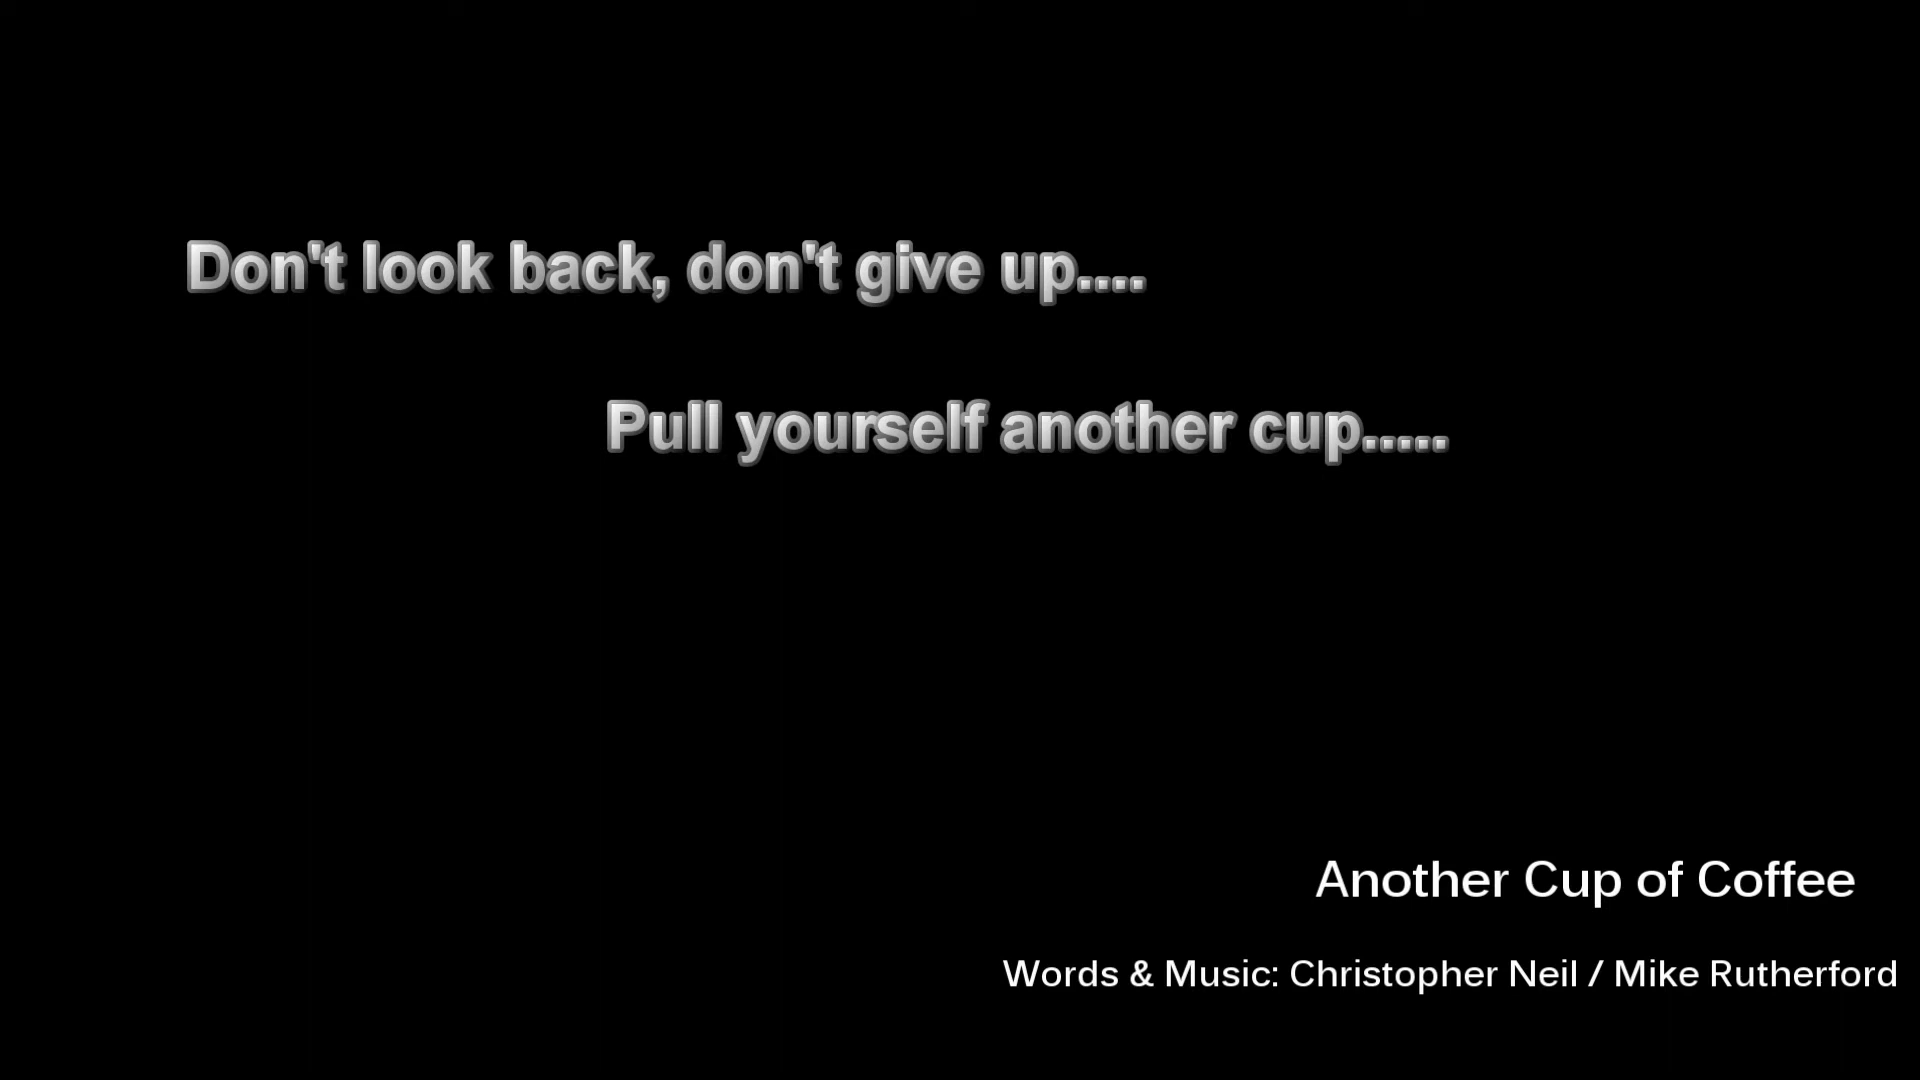 Don't look back, don't give up....
Pull yourself another cup.....
Another Cup of Coffee
Words & Music: Christopher Neil / Mike Rutherford